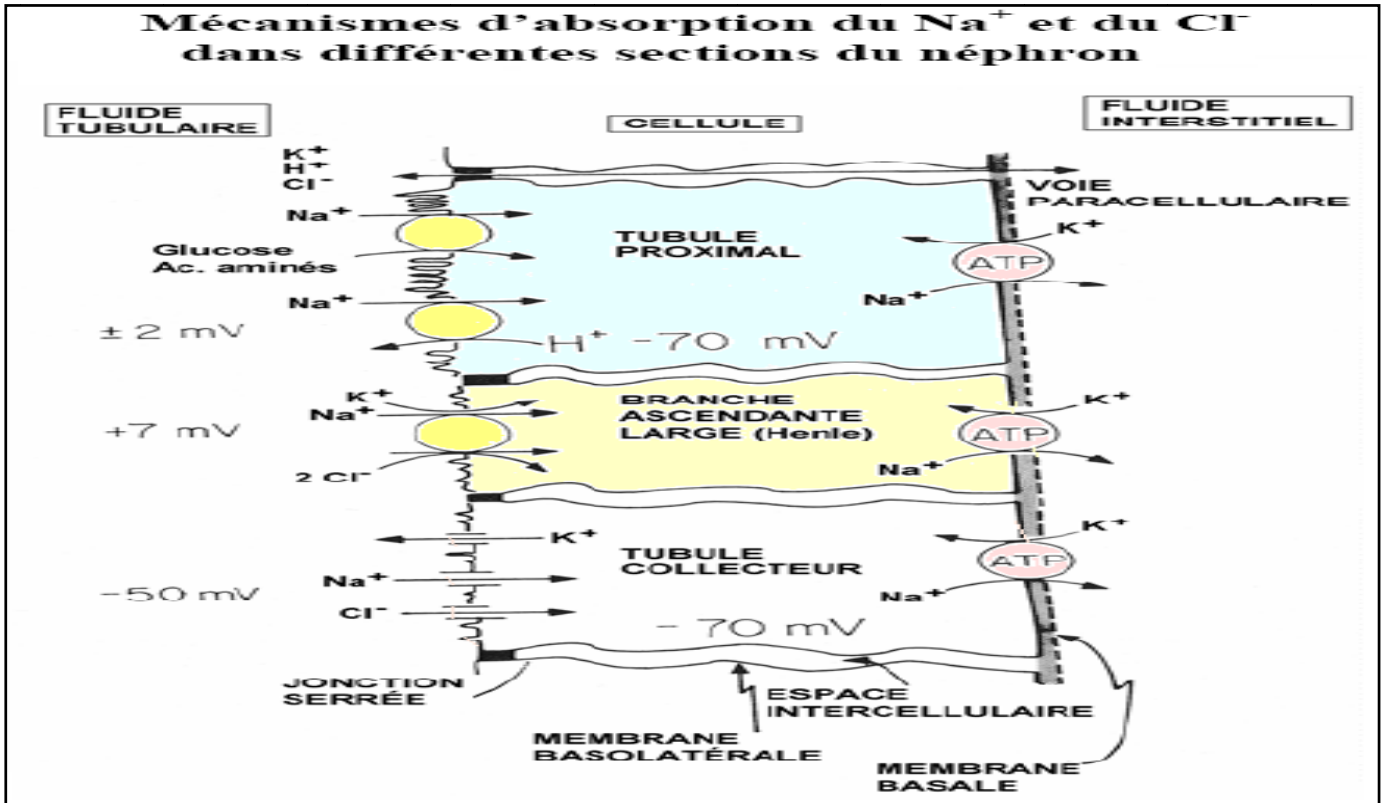 Mécanismes d'absorption du Na⁺ et du Cl⁻
dans différentes sections du néphron
FLUIDE
TUBULAIRE
CELLULE
FLUIDE
INTERSTITIEL
K⁺
H⁺
Cl⁻
VOIE
PARACELLULAIRE
Na⁺
Glucose
Ac. aminés
TUBULE
PROXIMAL
K⁺
ATP
Na⁺
Na⁺
± 2 mV
H⁺ -70 mV
K⁺
Na⁺
+7 mV
2 Cl⁻
BRANCHE
ASCENDANTE
LARGE (Henle)
K⁺
ATP
Na⁺
K⁺
Na⁺
-50 mV
Cl⁻
TUBULE
COLLECTEUR
- 70 mV
K⁺
ATP
Na⁺
JONCTION
SERRÉE
ESPACE
INTERCELLULAIRE
MEMBRANE
BASOLATÉRALE
MEMBRANE
BASALE